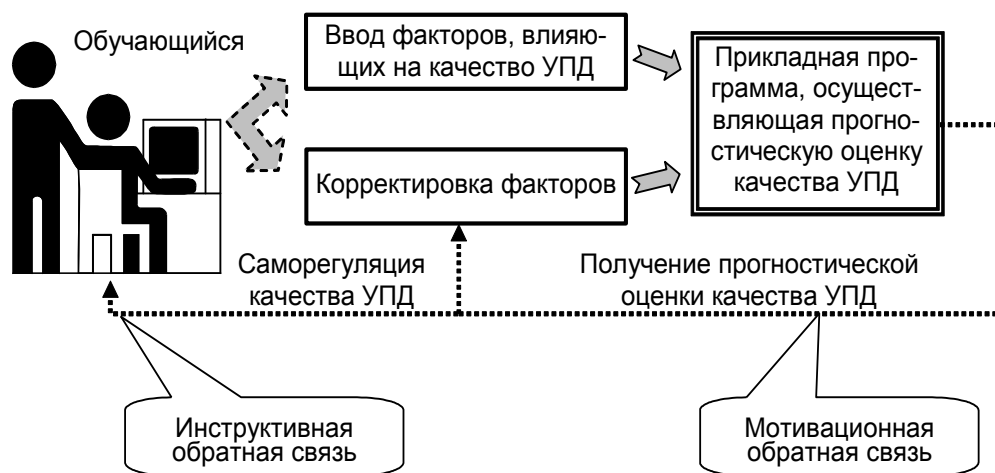 Обучающийся
Ввод факторов, влияю-
щих на качество УПД
Прикладная про-
грамма, осущест-
вляющая прогно-
стическую оценку
качества УПД
Корректировка факторов
Саморегуляция
качества УПД
Получение прогностической
оценки качества УПД
Инструктивная
обратная связь
Мотивационная
обратная связь